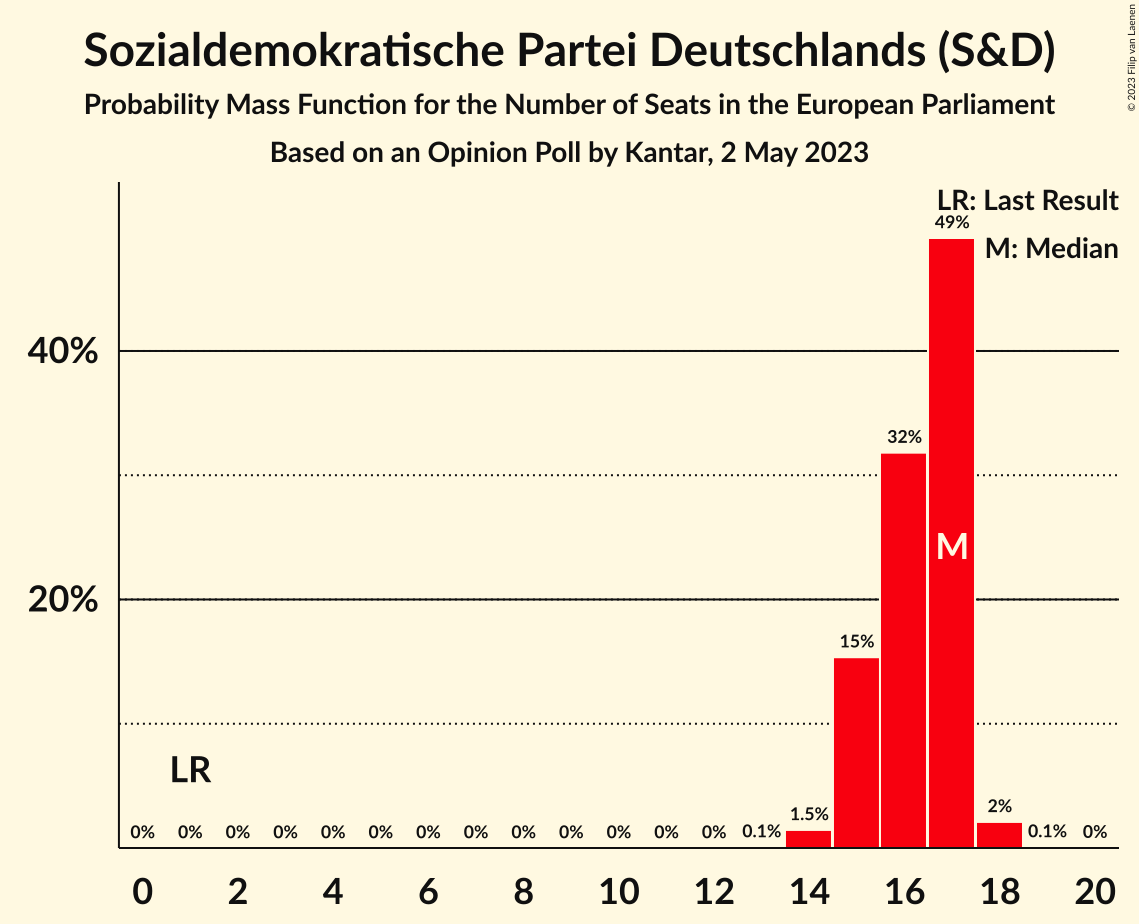 Sozialdemokratische Partei Deutschlands (S&D)
Probability Mass Function for the Number of Seats in the European Parliament
Based on an Opinion Poll by Kantar, 2 May 2023
© 2023 Filip van Laenen
LR: Last Result
M: Median
49%
40%
32%
M
20%
15%
LR
0% 0% 0% 0% 0% 0% 0% 0% 0% 0% 0% 0% 0% 0.1% 1.5% 2% 0.1% 0%
0 2 4 6 8 10 12 14 16 18 20